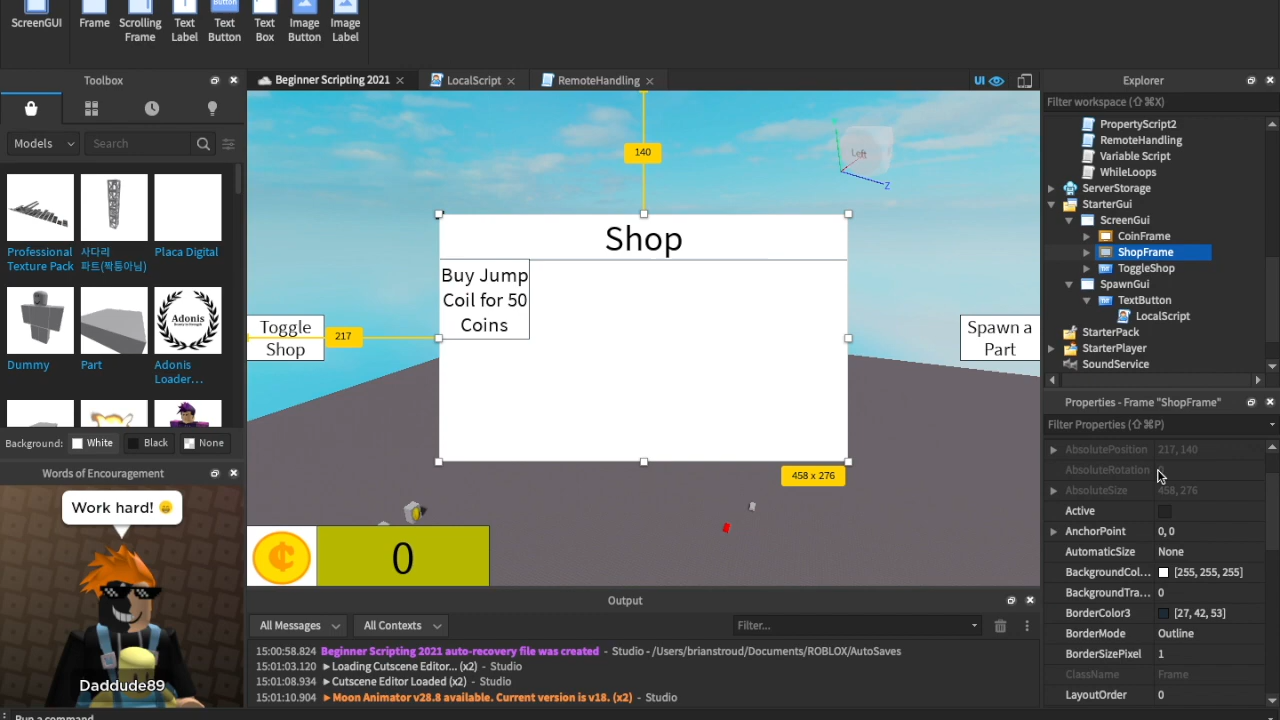 ScreenGUI
Frame
Scrolling
Frame
Text
Label
Button
Text
Button
Text
Box
Image
Button
Image
Label
Toolbox
Beginner Scripting 2021
LocalScript
RemoteHandling
UI
Explorer
Filter workspace (⇧⌘X)
Models
Search
Professional
Texture Pack
사다리
파트(짝퉁아님)
Placa Digital
Adonis
Dummy
Part
Adonis
Loader...
Background:
White
Black
None
Words of Encouragement
Work hard!
Daddude89
140
Left
Z
Shop
Buy Jump
Coil for 50
Coins
Toggle
Shop
217
Spawn a
Part
458 x 276
0
PropertyScript2
RemoteHandling
Variable Script
WhileLoops
ServerStorage
StarterGui
ScreenGui
CoinFrame
ShopFrame
ToggleShop
SpawnGui
TextButton
LocalScript
StarterPack
StarterPlayer
SoundService
Properties - Frame "ShopFrame"
Filter Properties (⇧⌘P)
AbsolutePosition 217, 140
AbsoluteRotation
AbsoluteSize 458, 276
Active
AnchorPoint 0, 0
AutomaticSize None
BackgroundCol... [255, 255, 255]
BackgroundTra... 0
BorderColor3 [27, 42, 53]
BorderMode Outline
BorderSizePixel 1
ClassName Frame
LayoutOrder 0
Output
All Messages
All Contexts
Filter...
15:00:58.824 Beginner Scripting 2021 auto-recovery file was created - Studio - /Users/brianstroud/Documents/ROBLOX/AutoSaves
15:01:03.120 Loading Cutscene Editor... (x2) - Studio
15:01:08.934 Cutscene Editor Loaded (x2) - Studio
15:01:10.904 Moon Animator v28.8 available. Current version is v18. (x2) - Studio
Run a command